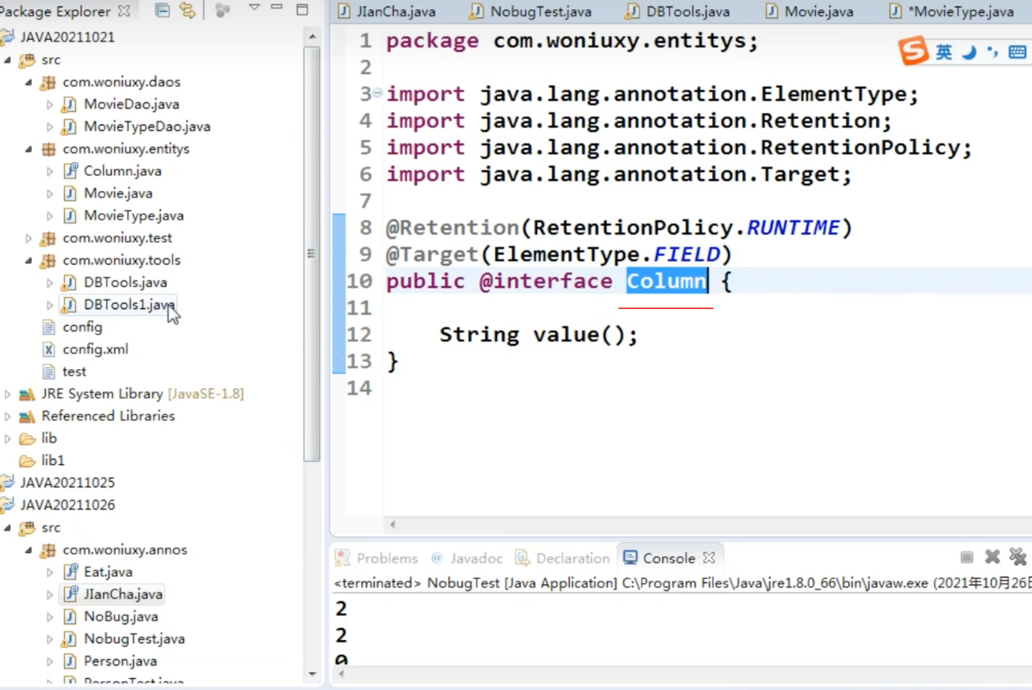 Package Explorer
JAVA20211021
src
com.woniuxy.daos
MovieDao.java
MovieTypeDao.java
com.woniuxy.entitys
Column.java
Movie.java
MovieType.java
com.woniuxy.test
com.woniuxy.tools
DBTools.java
DBTools1.java
config
config.xml
test
JRE System Library [JavaSE-1.8]
Referenced Libraries
lib
lib1
JAVA20211025
JAVA20211026
src
com.woniuxy.annos
Eat.java
JIanCha.java
NoBug.java
NobugTest.java
Person.java
PersonTest.java
JIanCha.java NobugTest.java DBTools.java Movie.java *MovieType.java
S 英
1 package com.woniuxy.entitys;
2
3 import java.lang.annotation.ElementType;
4 import java.lang.annotation.Retention;
5 import java.lang.annotation.RetentionPolicy;
6 import java.lang.annotation.Target;
7
8 @Retention(RetentionPolicy.RUNTIME)
9 @Target(ElementType.FIELD)
10 public @interface Column {
11
12 String value();
13 }
14
Problems @ Javadoc Declaration Console
<terminated> NobugTest [Java Application] C:\Program Files\Java\jre1.8.0_66\bin\javaw.exe (2021年10月26日
2
2
0